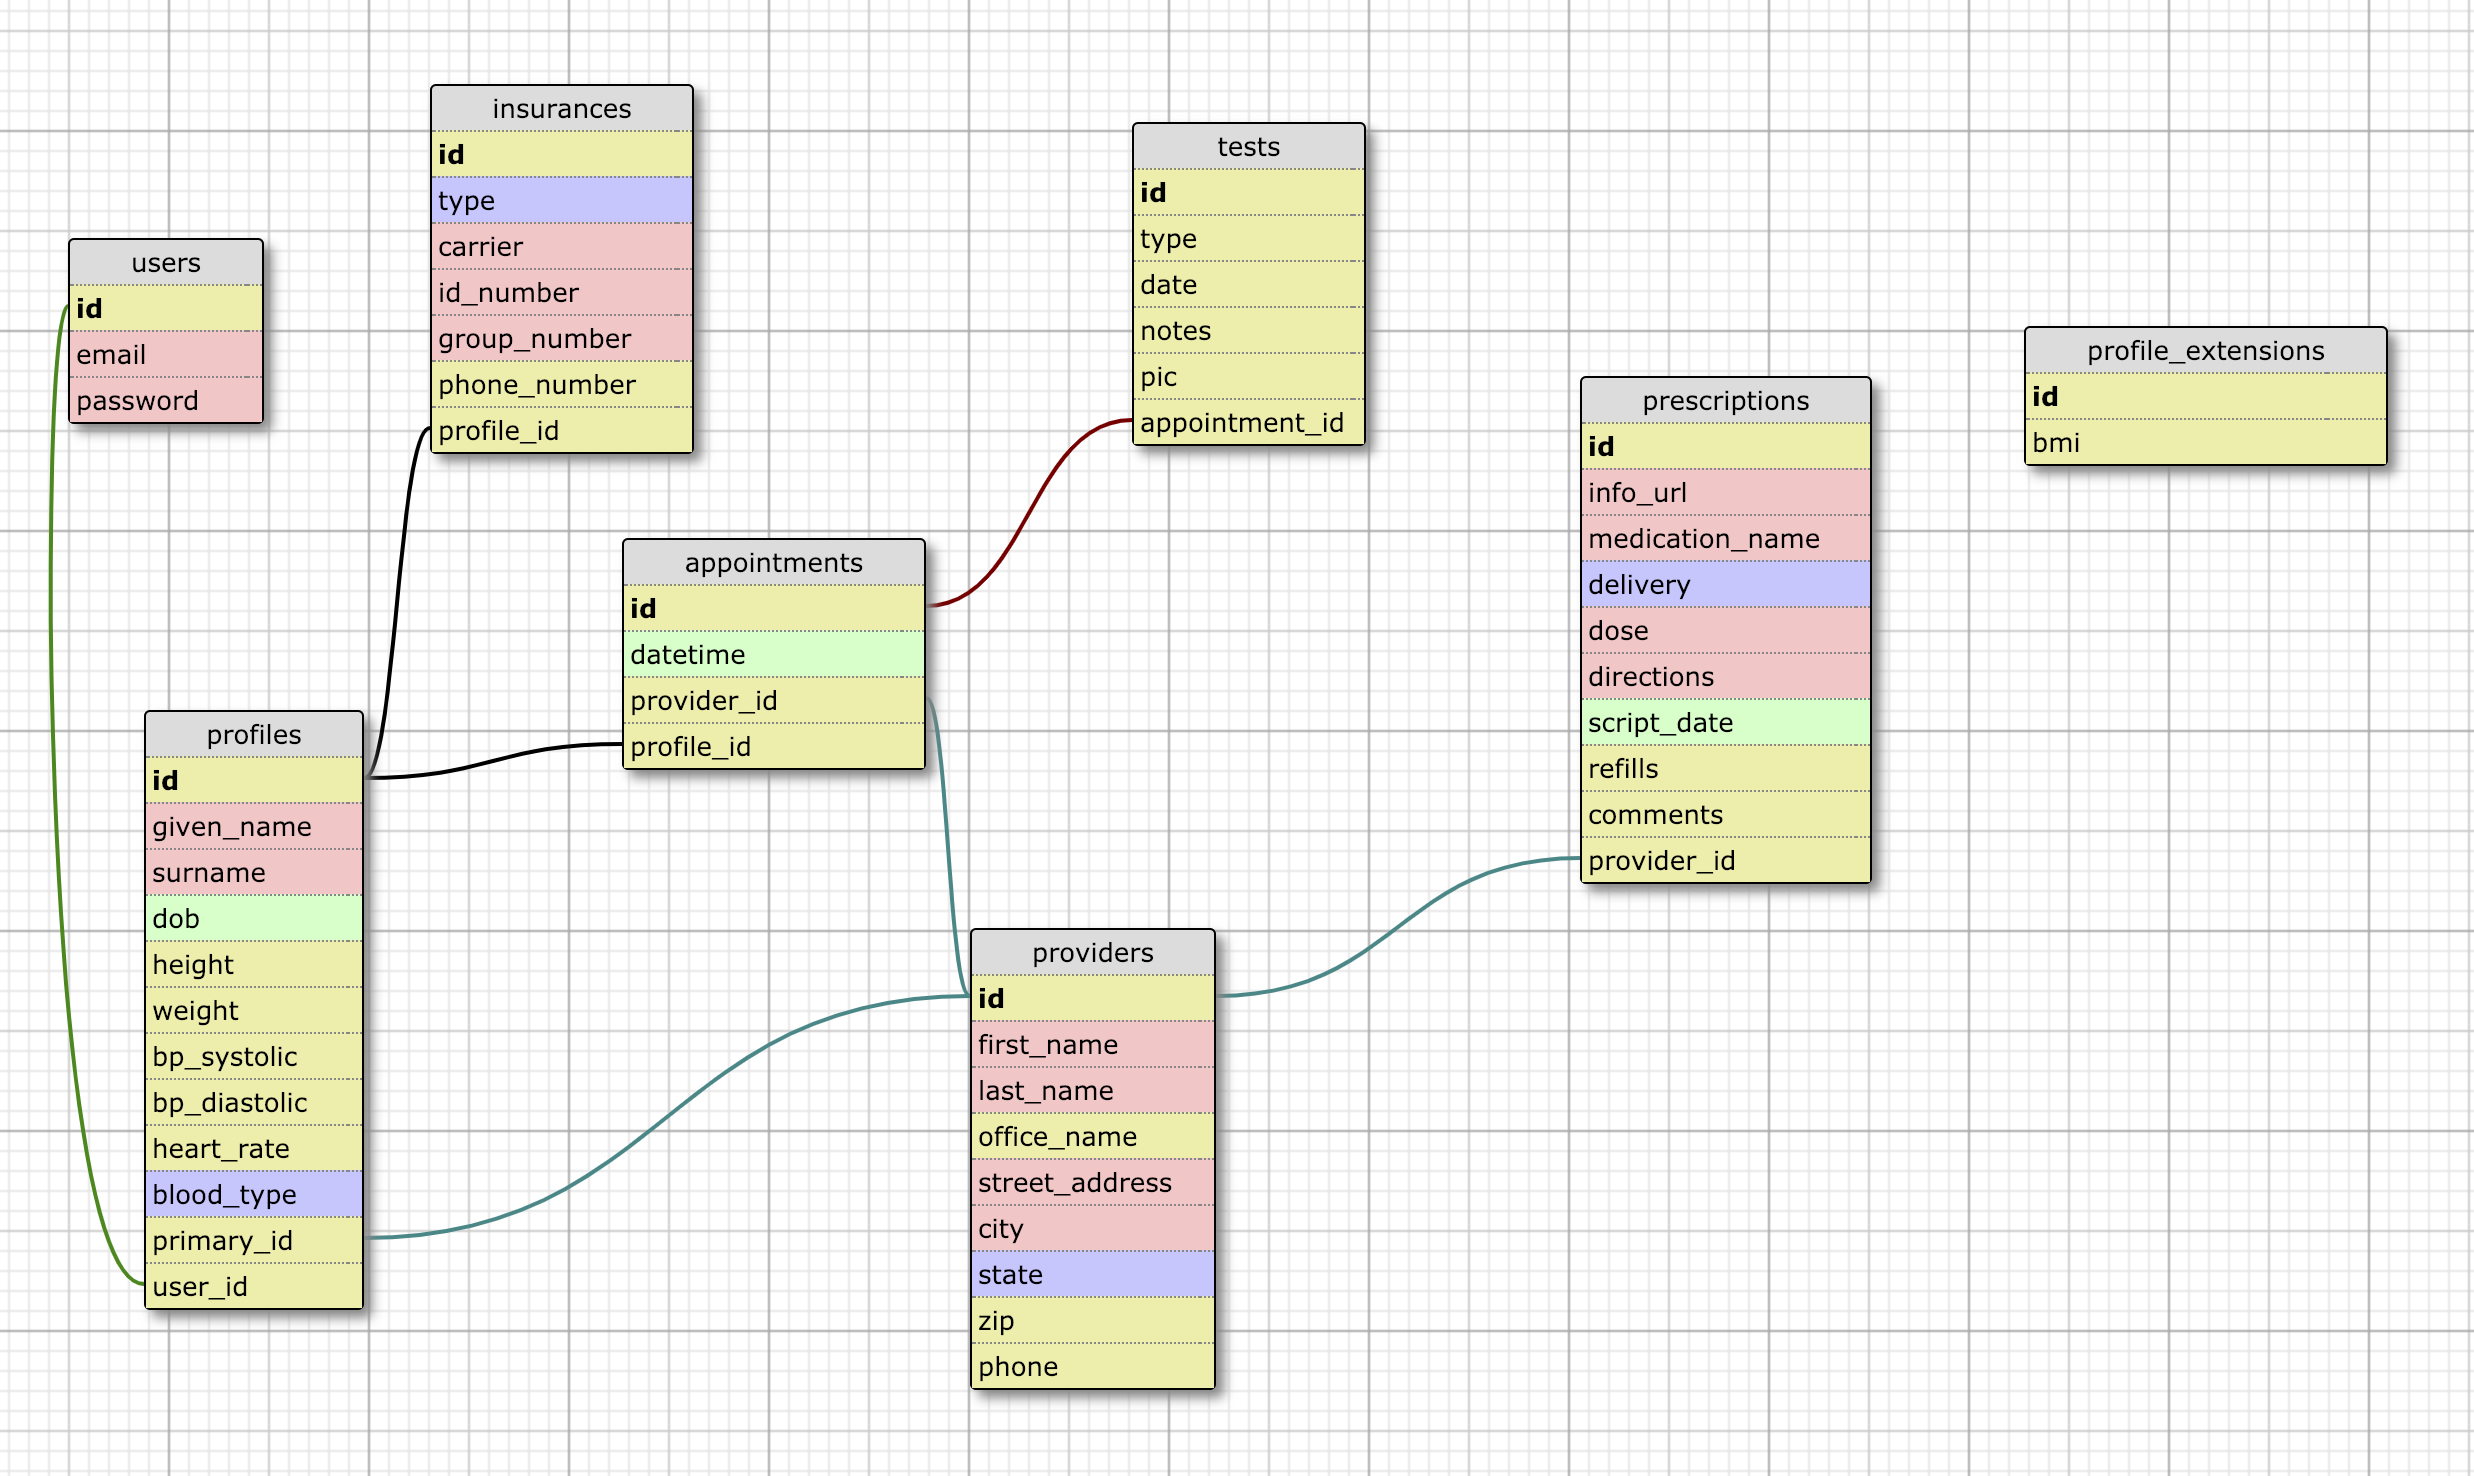 insurances
id
type
carrier
id_number
group_number
phone_number
profile_id
tests
id
type
date
notes
pic
appointment_id
users
id
email
password
profile_extensions
id
bmi
prescriptions
id
info_url
medication_name
delivery
dose
directions
script_date
refills
comments
provider_id
appointments
id
datetime
provider_id
profile_id
profiles
id
given_name
surname
dob
height
weight
bp_systolic
bp_diastolic
heart_rate
blood_type
primary_id
user_id
providers
id
first_name
last_name
office_name
street_address
city
state
zip
phone